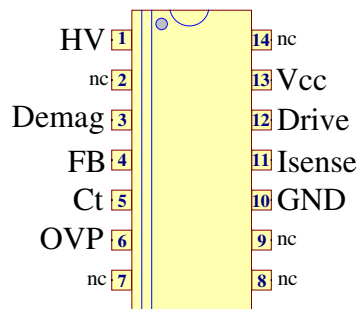 HV 1 14 nc
nc 2 13 Vcc
Demag 3 12 Drive
FB 4 11 Isense
Ct 5 10 GND
OVP 6 9 nc
nc 7 8 nc